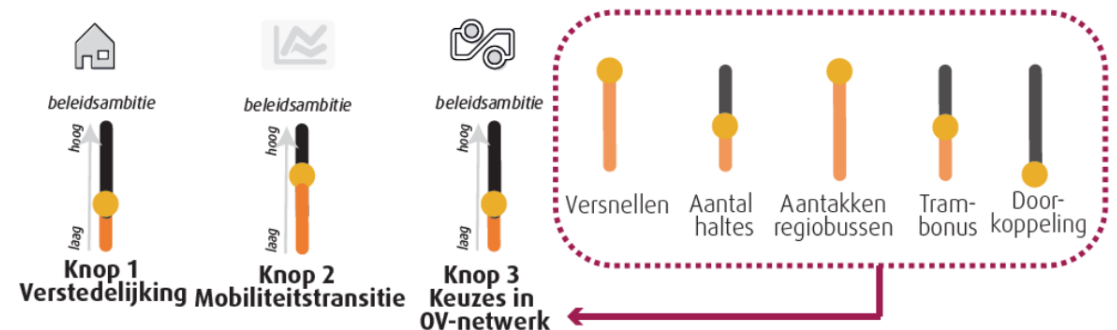 beleidsambitie
hoog
laag
Knop 1
Verstedelijking
beleidsambitie
hoog
laag
Knop 2
Mobiliteitstransitie
beleidsambitie
hoog
laag
Knop 3
Keuzes in
OV-netwerk
Versnellen
Aantal
haltes
Aantakken
regiobussen
Tram-
bonus
Door-
koppeling